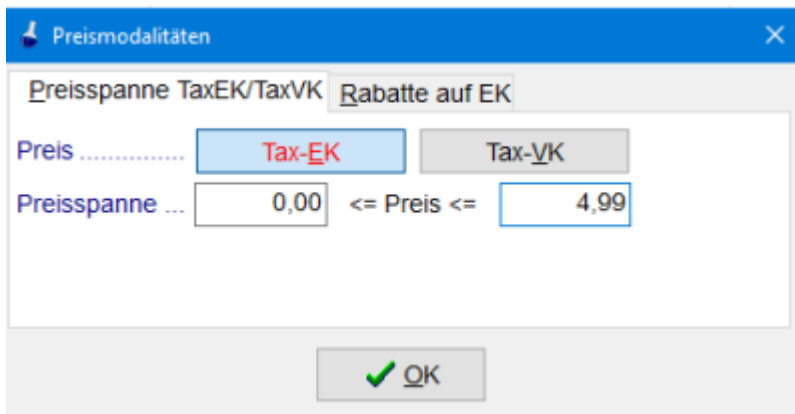 Preismodalitäten
Preisspanne TaxEK/TaxVK Rabatte auf EK
Preis ............... Tax-EK Tax-VK
Preisspanne ... 0,00 <= Preis <= 4,99
OK